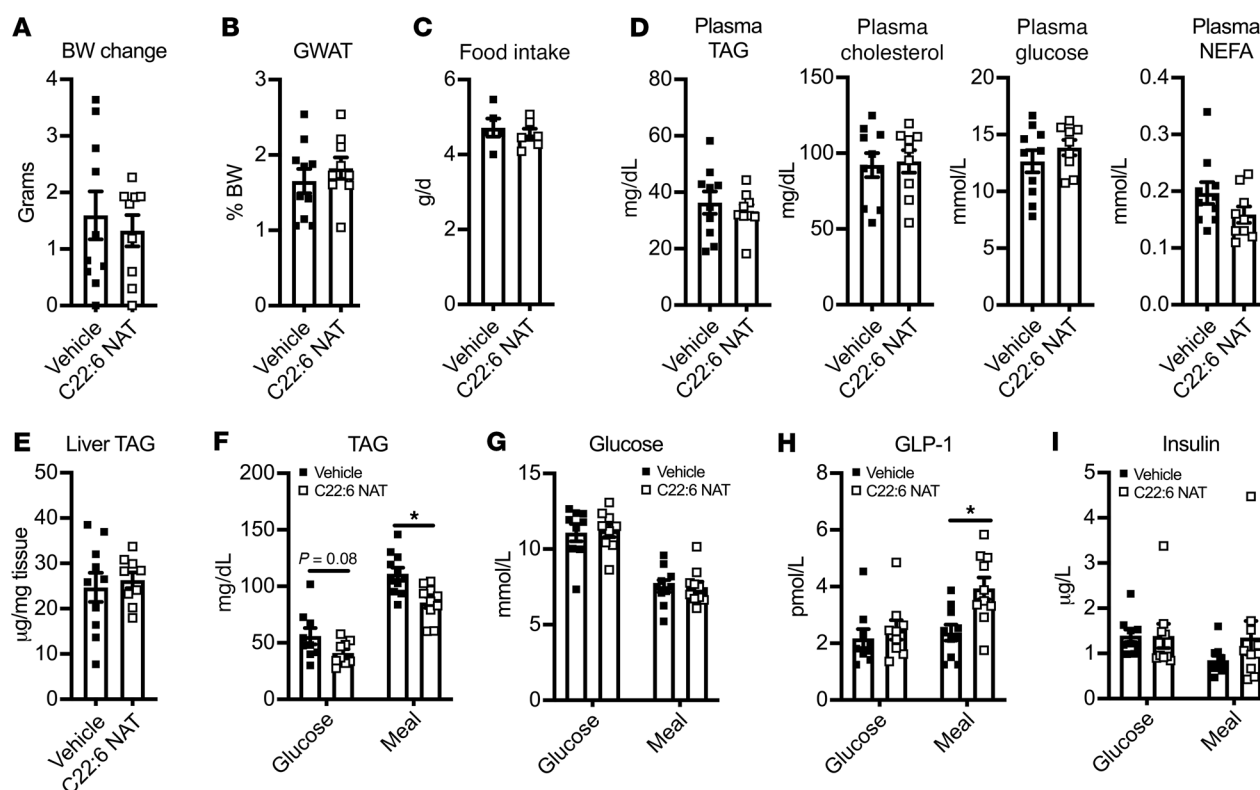 A
BW change
4
3
2
1
0
Grams
Vehicle
C22:6 NAT
B
GWAT
3
2
1
0
% BW
Vehicle
C22:6 NAT
C
Food intake
6
4
2
0
g/d
Vehicle
C22:6 NAT
D
Plasma
TAG
80
60
40
20
0
mg/dL
Vehicle
C22:6 NAT
Plasma
cholesterol
150
100
50
0
mg/dL
Vehicle
C22:6 NAT
Plasma
glucose
20
15
10
5
0
mmol/L
Vehicle
C22:6 NAT
Plasma
NEFA
0.4
0.3
0.2
0.1
0.0
mmol/L
Vehicle
C22:6 NAT
E
Liver TAG
50
40
30
20
10
0
µg/mg tissue
Vehicle
C22:6 NAT
F
TAG
200
150
100
50
0
mg/dL
Vehicle
C22:6 NAT
P = 0.08
*
Glucose
Meal
G
Glucose
15
10
5
0
mmol/L
Vehicle
C22:6 NAT
Glucose
Meal
H
GLP-1
8
6
4
2
0
pmol/L
Vehicle
C22:6 NAT
*
Glucose
Meal
I
Insulin
5
4
3
2
1
0
µg/L
Vehicle
C22:6 NAT
Glucose
Meal